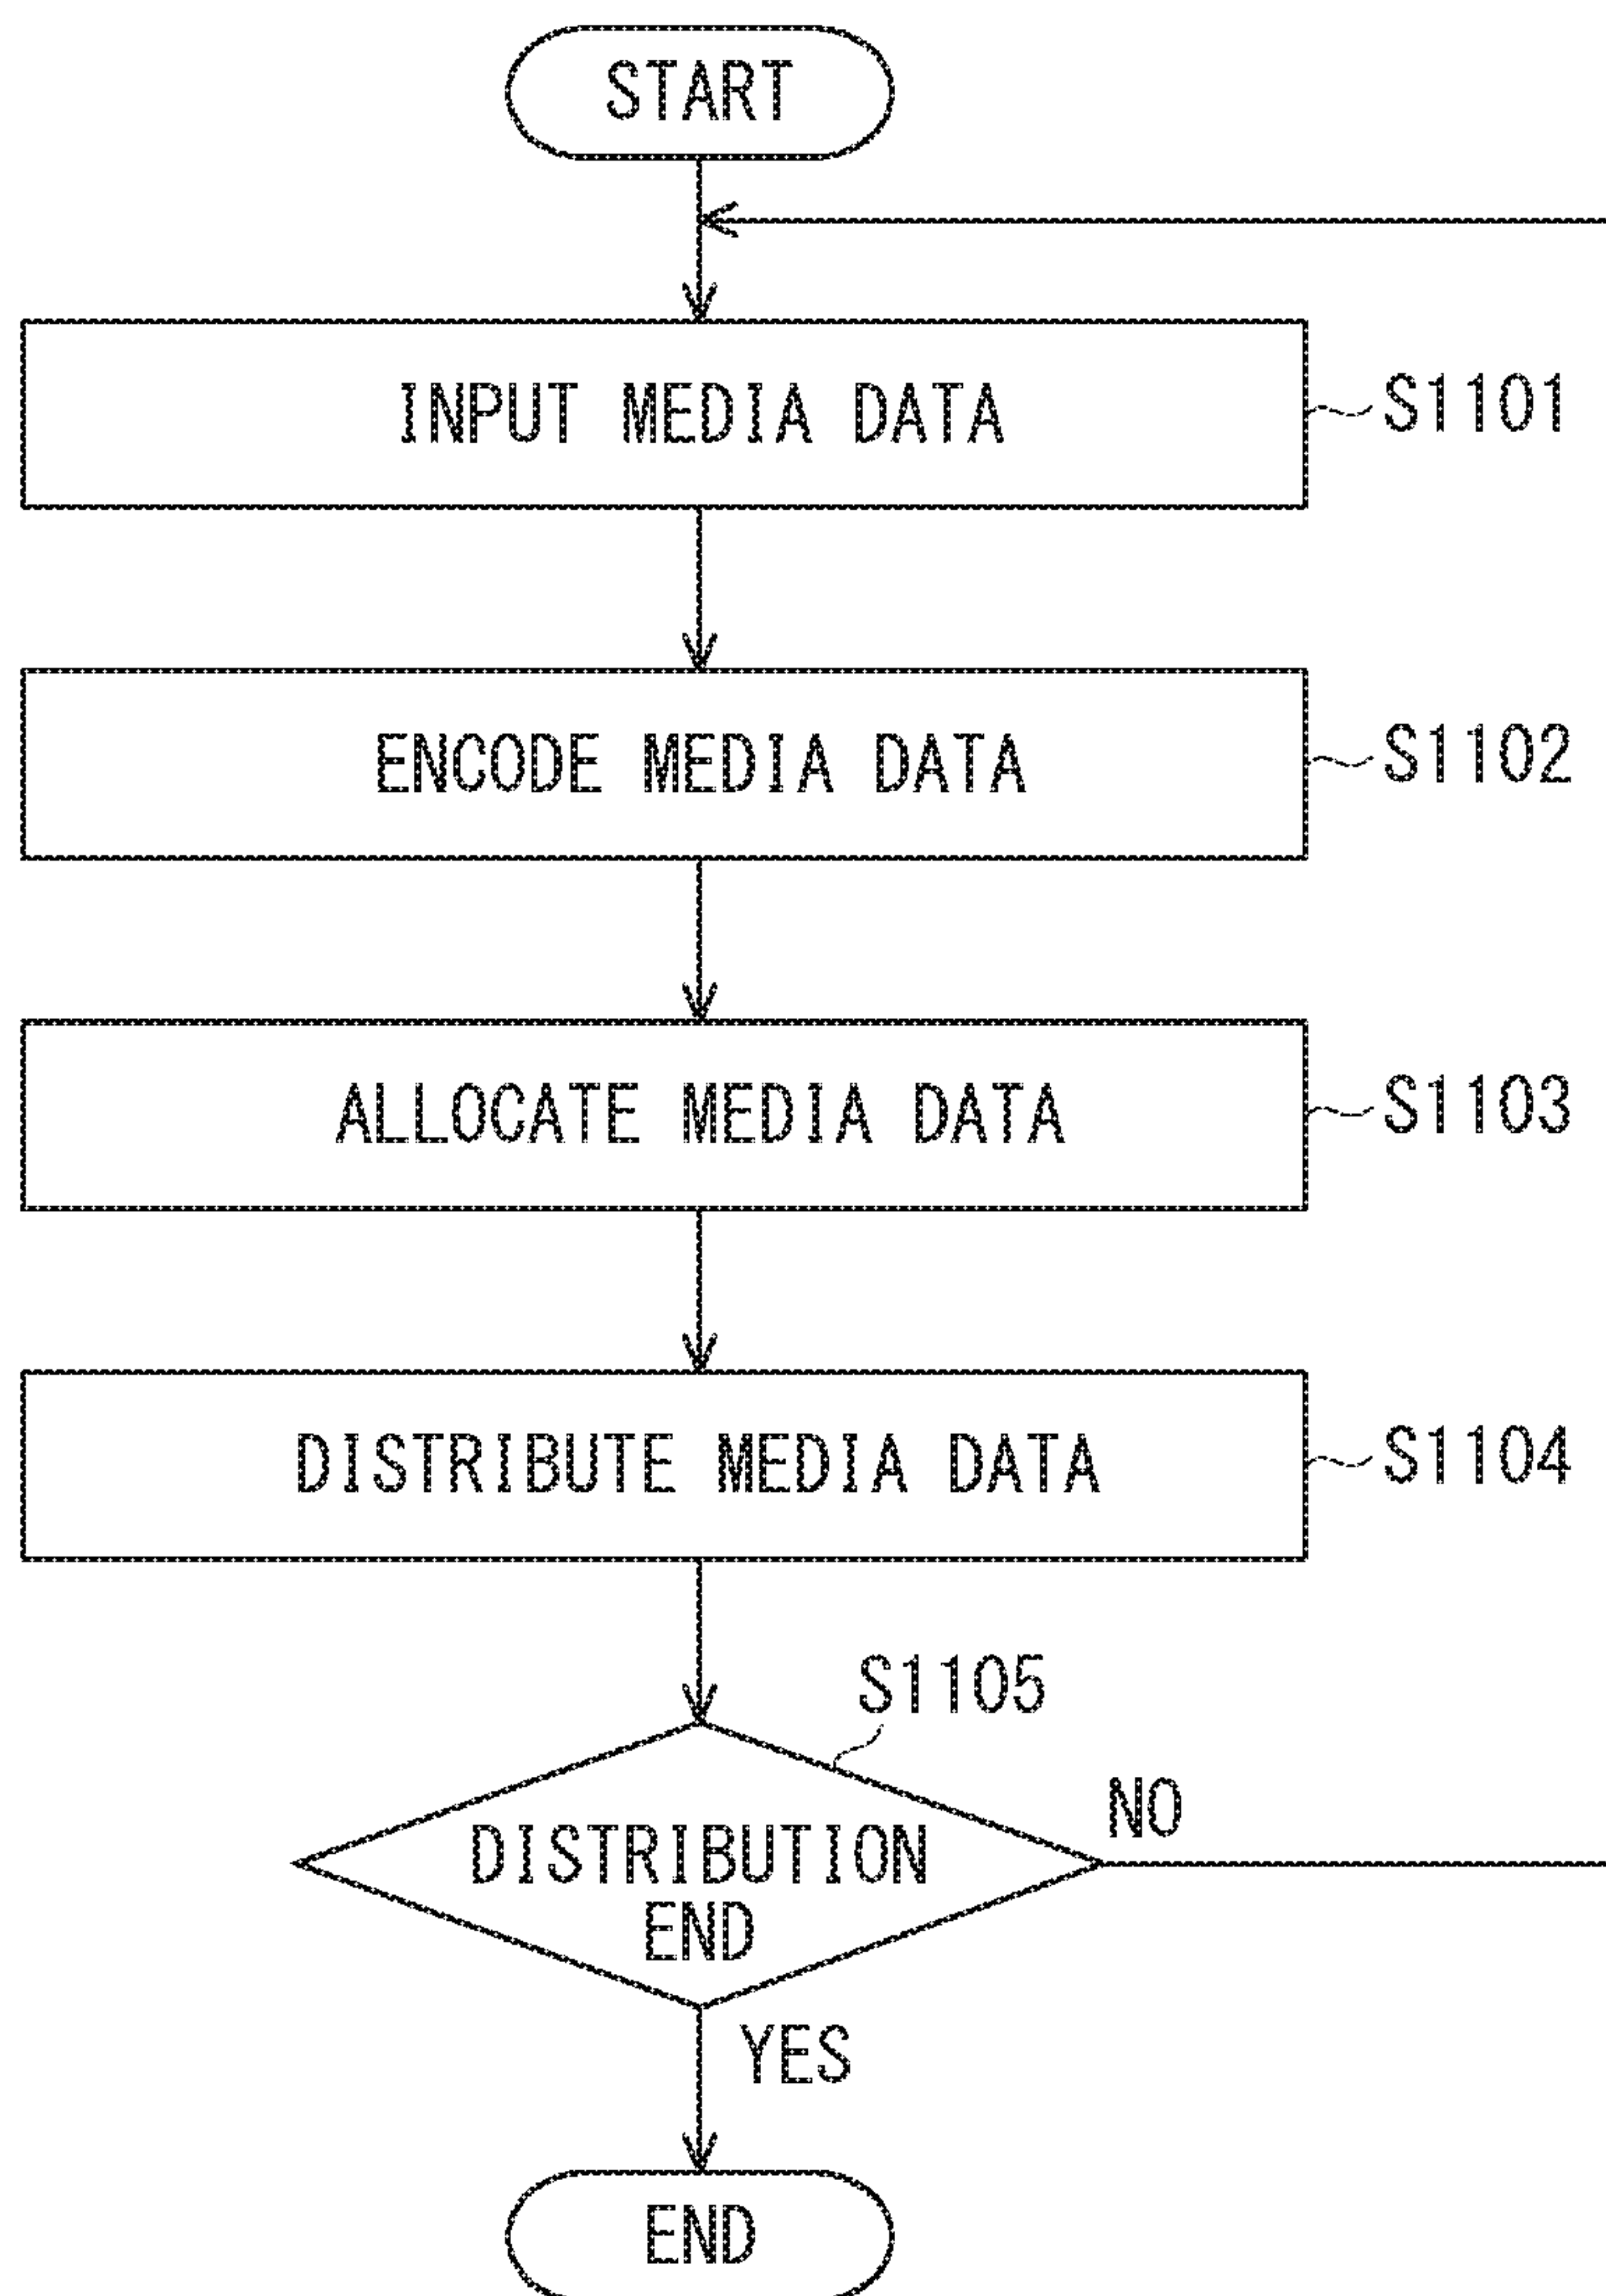 START
INPUT MEDIA DATA
S1101
ENCODE MEDIA DATA
S1102
ALLOCATE MEDIA DATA
S1103
DISTRIBUTE MEDIA DATA
S1104
S1105
DISTRIBUTION
END
NO
YES
END